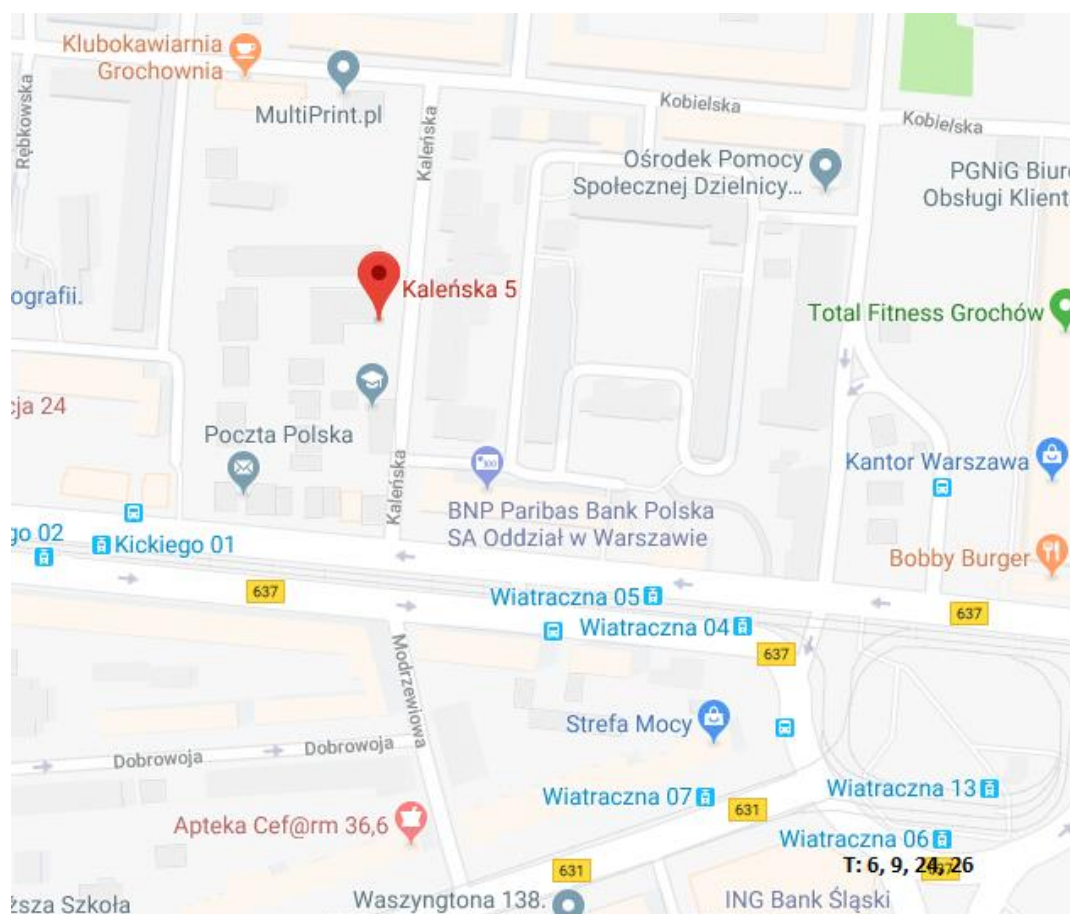 Klubokawiarnia
Grochownia
MultiPrint.pl
Rębkowska
Kaleńska
Kobielska
Kobielska
Ośrodek Pomocy
Społecznej Dzielnicy...
PGNiG Biuro
Obsługi Klient
Kaleńska 5
ografii.
Total Fitness Grochów
cja 24
Poczta Polska
Kaleńska
BNP Paribas Bank Polska
SA Oddział w Warszawie
Kantor Warszawa
go 02
Kickiego 01
Bobby Burger
637
Wiatraczna 05
637
Wiatraczna 04
637
Modrzewiowa
Strefa Mocy
Dobrowoja
Dobrowoja
Wiatraczna 07
631
Wiatraczna 13
Apteka Cef@rm 36,6
Wiatraczna 06
T: 6, 9, 24, 26
631
ższa Szkoła
Waszyngtona 138.
ING Bank Śląski